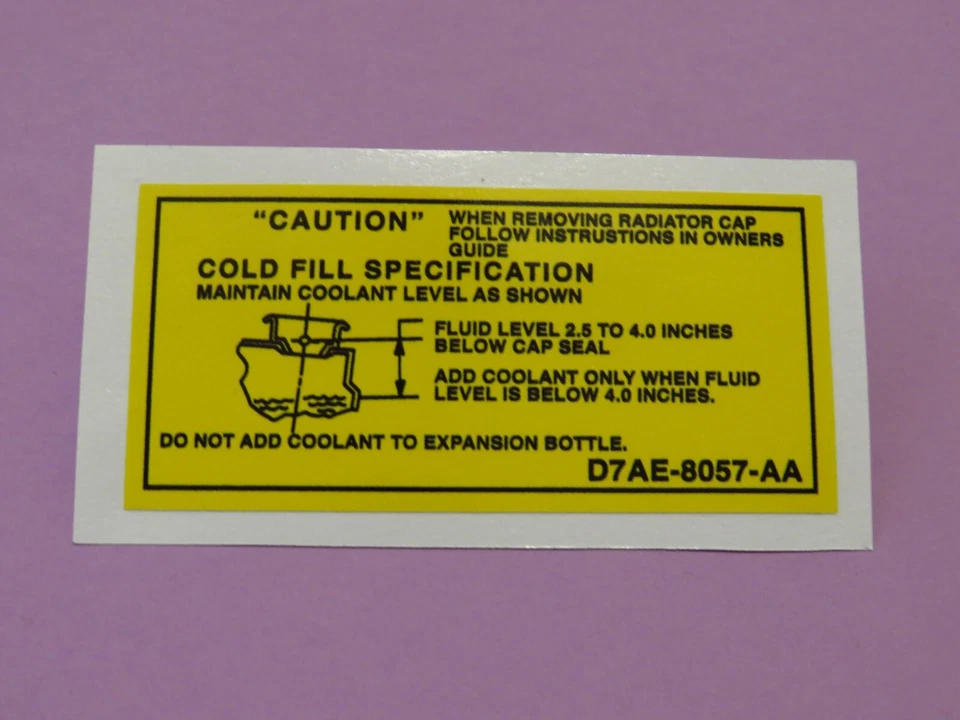 "CAUTION" WHEN REMOVING RADIATOR CAP
FOLLOW INSTRUSTIONS IN OWNERS
GUIDE
COLD FILL SPECIFICATION
MAINTAIN COOLANT LEVEL AS SHOWN
FLUID LEVEL 2.5 TO 4.0 INCHES
BELOW CAP SEAL
ADD COOLANT ONLY WHEN FLUID
LEVEL IS BELOW 4.0 INCHES.
DO NOT ADD COOLANT TO EXPANSION BOTTLE.
D7AE-8057-AA